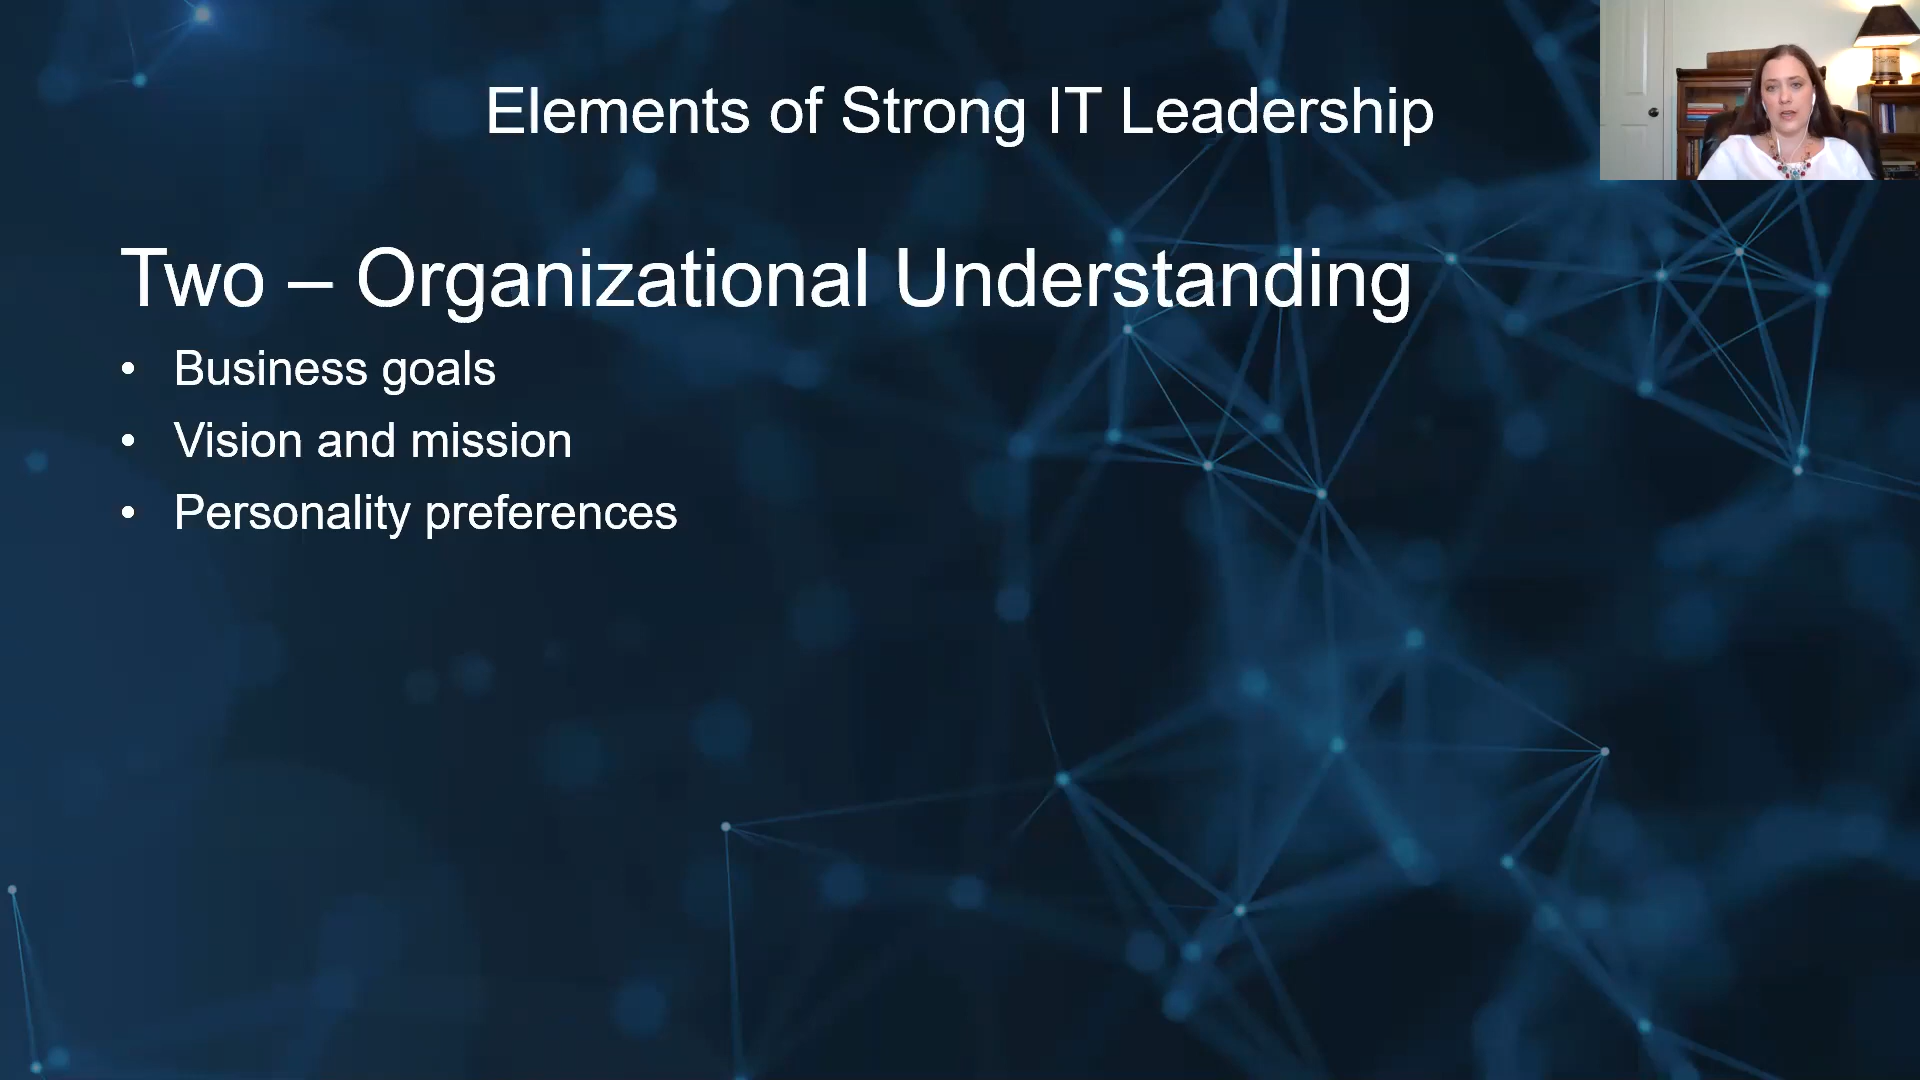 Elements of Strong IT Leadership
Two – Organizational Understanding
• Business goals
• Vision and mission
• Personality preferences